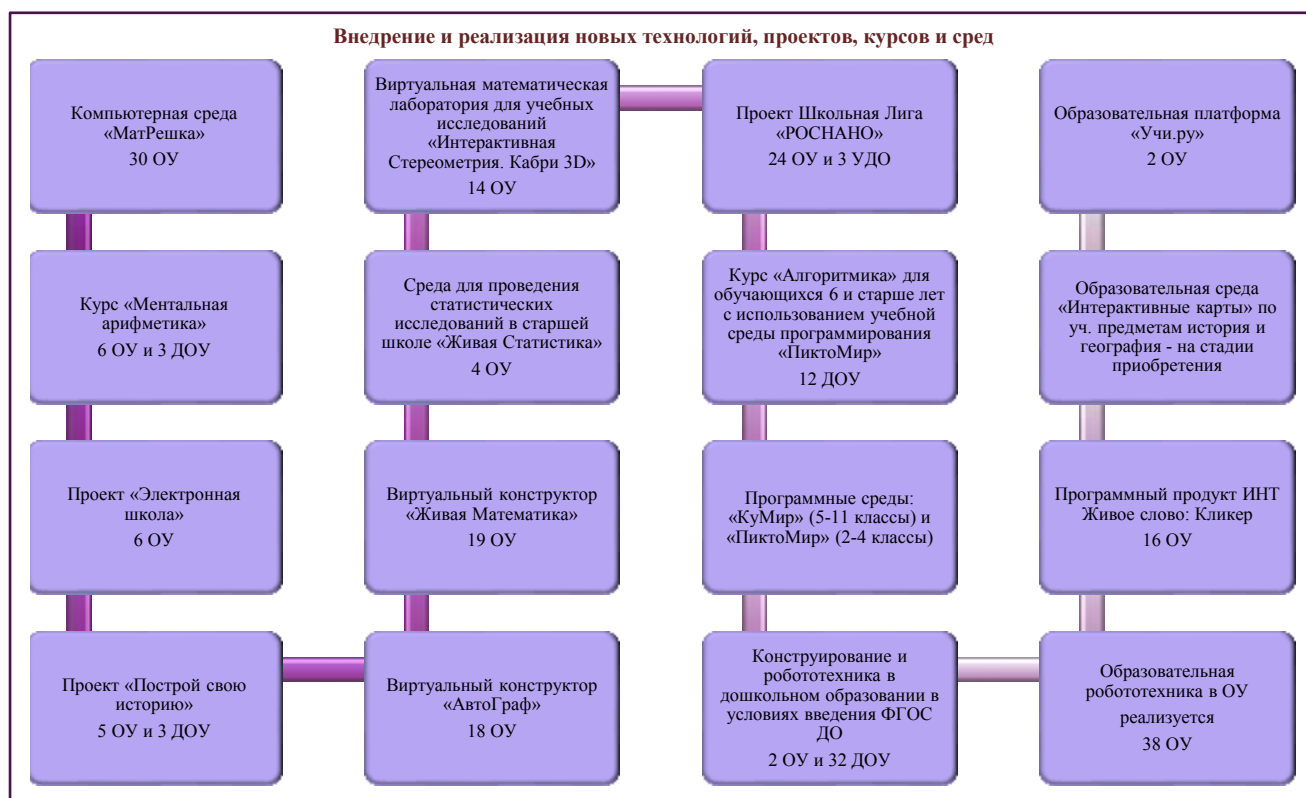 Внедрение и реализация новых технологий, проектов, курсов и сред
Компьютерная среда
«МатРешка»
30 ОУ
Курс «Ментальная
арифметика»
6 ОУ и 3 ДОУ
Проект «Электронная
школа»
6 ОУ
Проект «Построй свою
историю»
5 ОУ и 3 ДОУ
Виртуальный конструктор
«АвтоГраф»
18 ОУ
Виртуальный конструктор
«Живая Математика»
19 ОУ
Среда для проведения
статистических
исследований в старшей
школе «Живая Статистика»
4 ОУ
Виртуальная математическая
лаборатория для учебных
исследований
«Интерактивная
Стереометрия. Кабри 3D»
14 ОУ
Проект Школьная Лига
«РОСНАНО»
24 ОУ и 3 УДО
Курс «Алгоритмика» для
обучающихся 6 и старше лет
с использованием учебной
среды программирования
«ПиктоМир»
12 ДОУ
Программные среды:
«КуМир» (5-11 классы) и
«ПиктоМир» (2-4 классы)
Конструирование и
робототехника в
дошкольном образовании в
условиях введения ФГОС
ДО
2 ОУ и 32 ДОУ
Образовательная
робототехника в ОУ
реализуется
38 ОУ
Программный продукт ИНТ
Живое слово: Кликер
16 ОУ
Образовательная среда
«Интерактивные карты» по
уч. предметам история и
география - на стадии
приобретения
Образовательная платформа
«Учи.ру»
2 ОУ